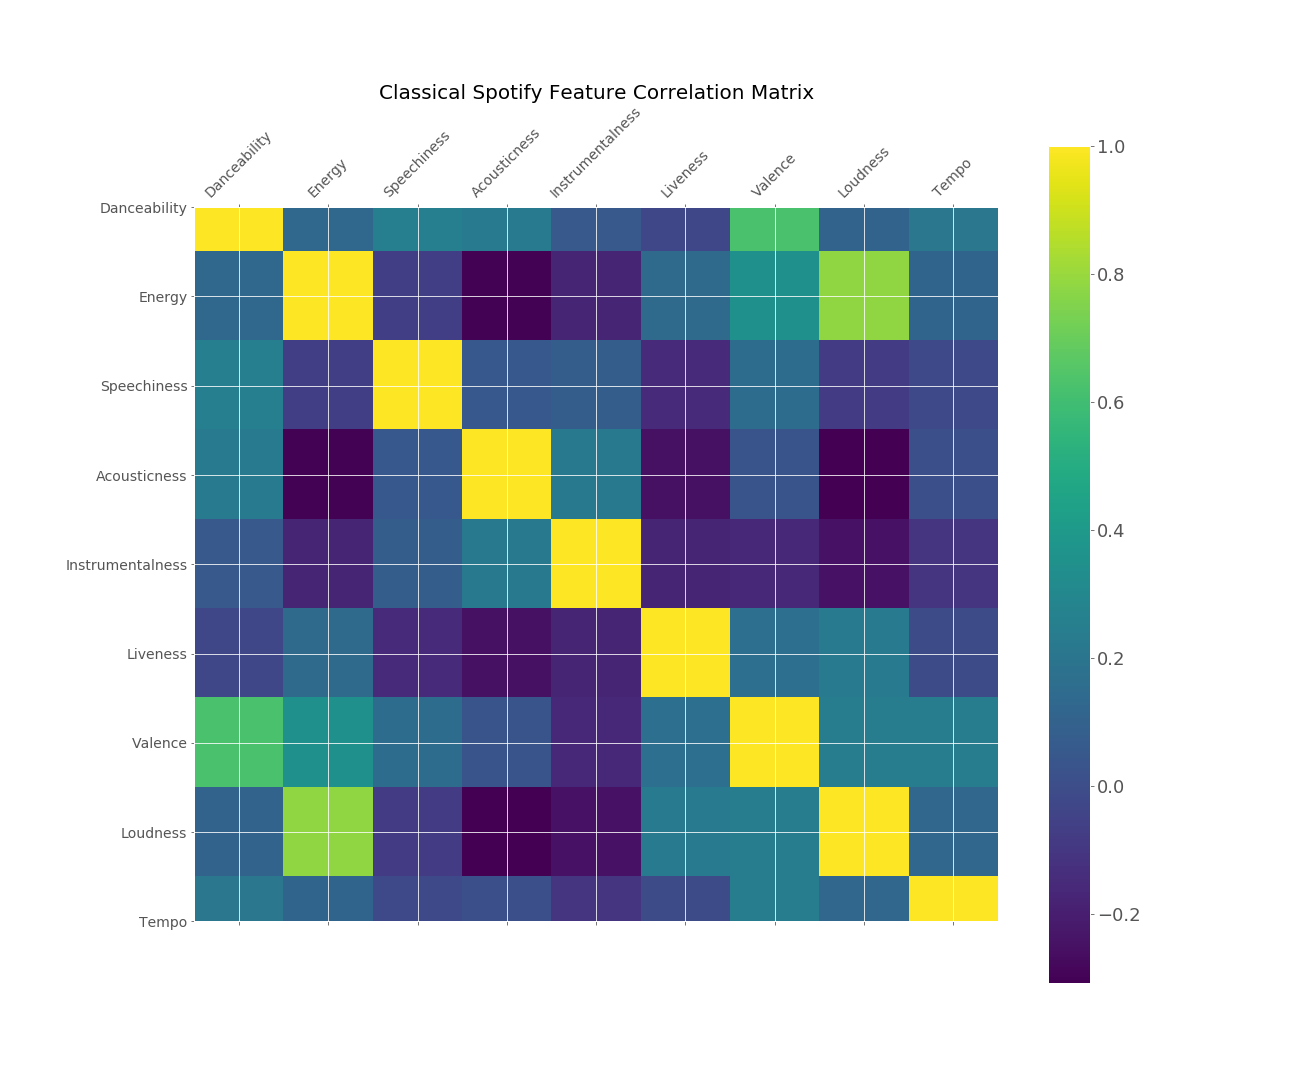 Classical Spotify Feature Correlation Matrix
Danceability
Energy
Speechiness
Acousticness
Instrumentalness
Liveness
Valence
Loudness
Tempo
Danceability
Energy
Speechiness
Acousticness
Instrumentalness
Liveness
Valence
Loudness
Tempo
1.0
0.8
0.6
0.4
0.2
0.0
−0.2